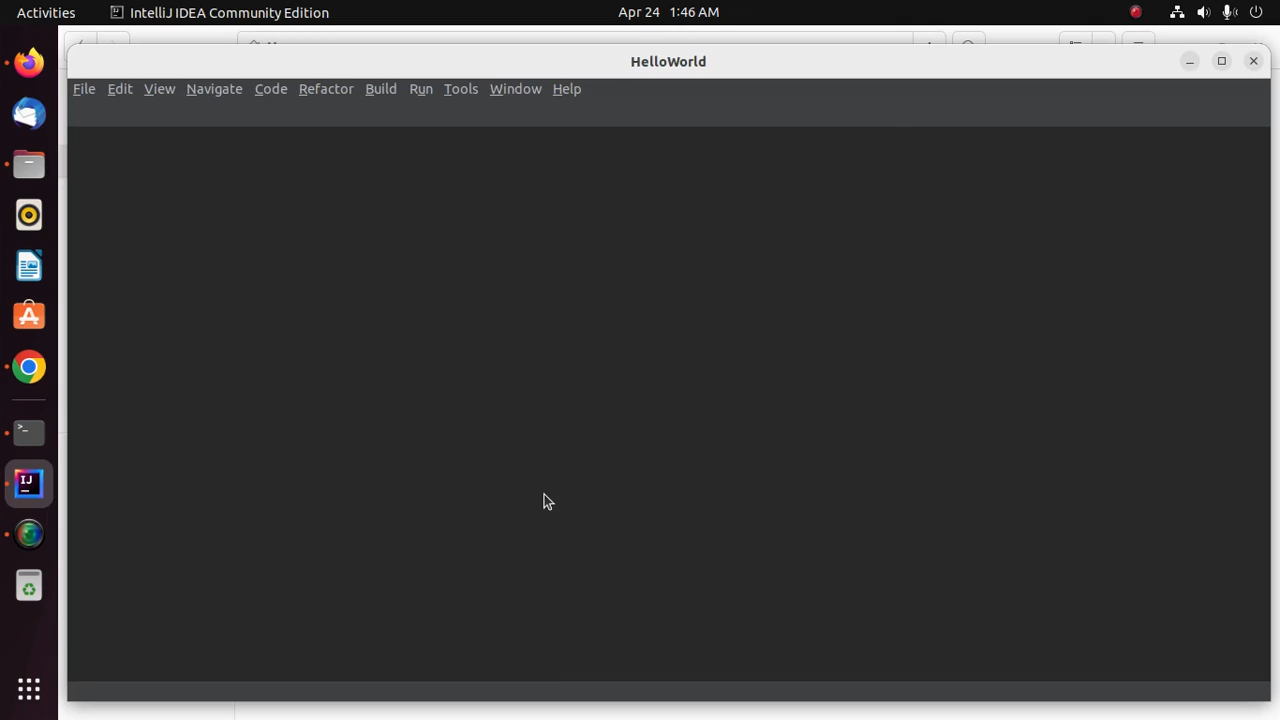 Activities IntelliJ IDEA Community Edition Apr 24 1:46 AM
HelloWorld
File Edit View Navigate Code Refactor Build Run Tools Window Help